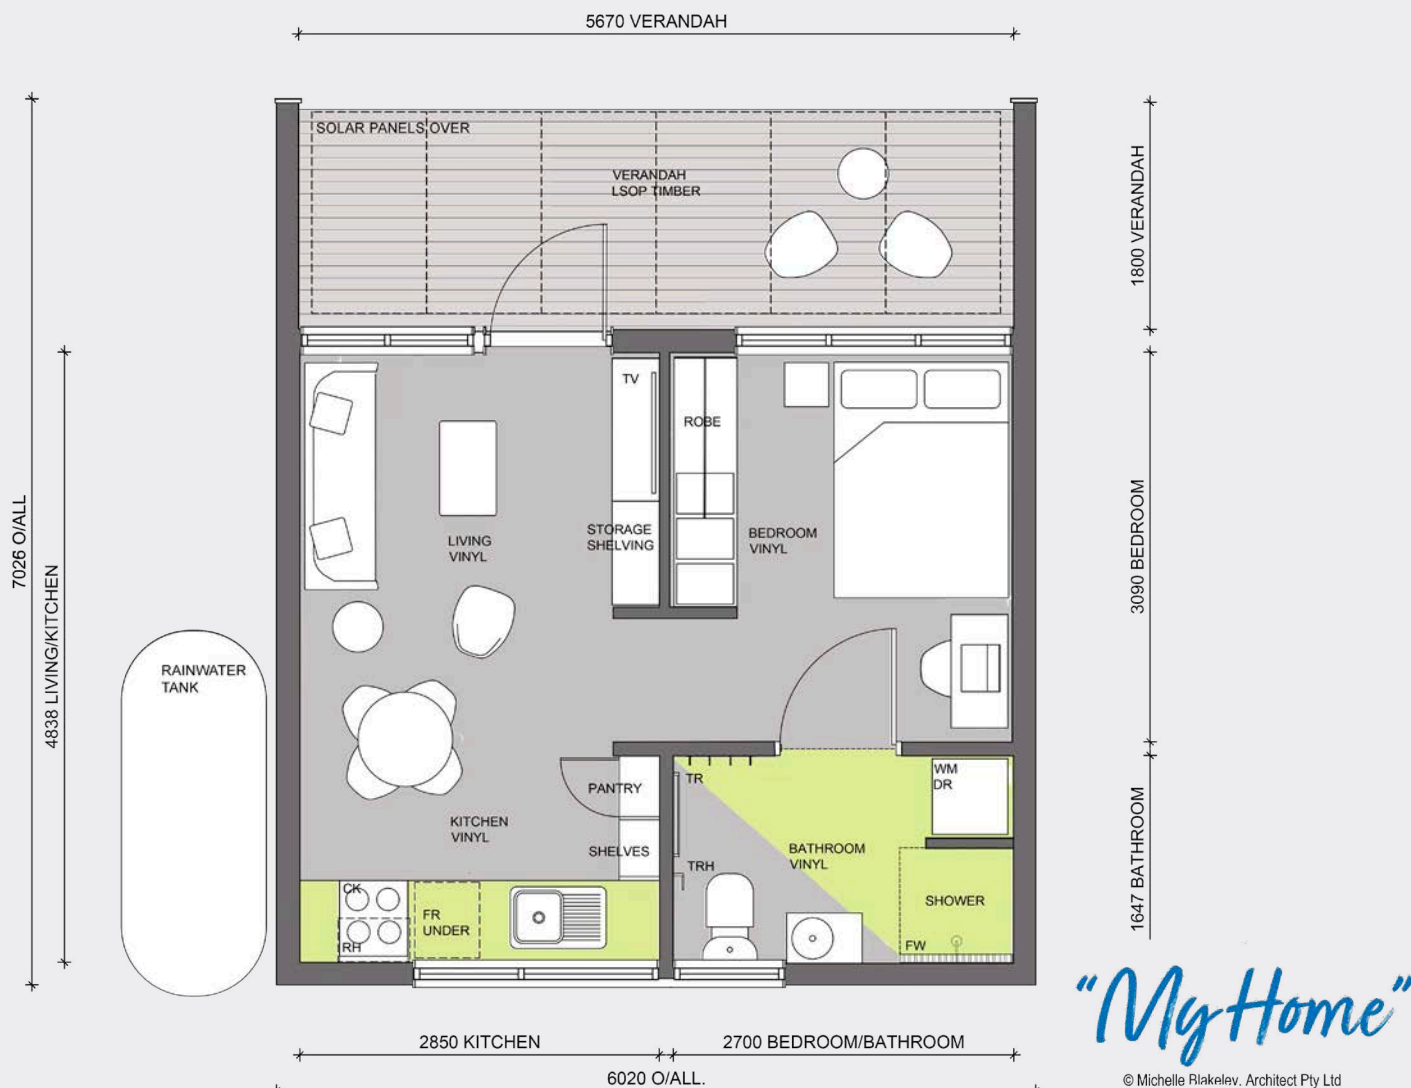 5670 VERANDAH
SOLAR PANELS OVER
VERANDAH
LSOP TIMBER
1800 VERANDAH
TV
ROBE
7026 O/ALL
4838 LIVING/KITCHEN
LIVING
VINYL
STORAGE
SHELVING
BEDROOM
VINYL
3090 BEDROOM
RAINWATER
TANK
PANTRY
TR
WM
DR
KITCHEN
VINYL
SHELVES
TRH
BATHROOM
VINYL
1647 BATHROOM
CK
RH
FR
UNDER
SHOWER
FW
2850 KITCHEN
2700 BEDROOM/BATHROOM
6020 O/ALL.
"My Home"
© Michelle Blakeley, Architect Pty Ltd